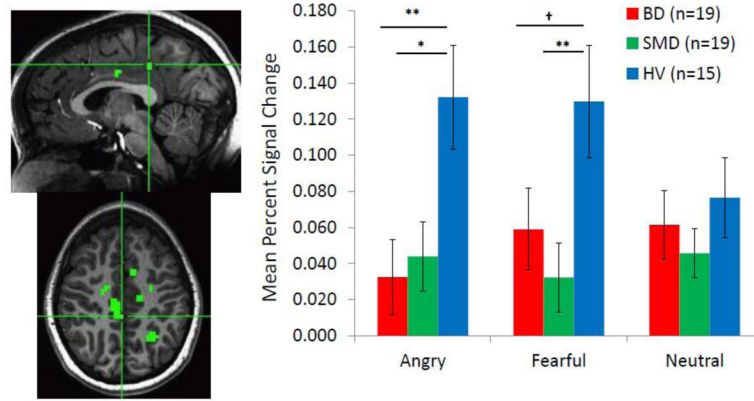 Mean Percent Signal Change
0.180
0.160
0.140
0.120
0.100
0.080
0.060
0.040
0.020
0.000
**
*
†
**
BD (n=19)
SMD (n=19)
HV (n=15)
Angry
Fearful
Neutral